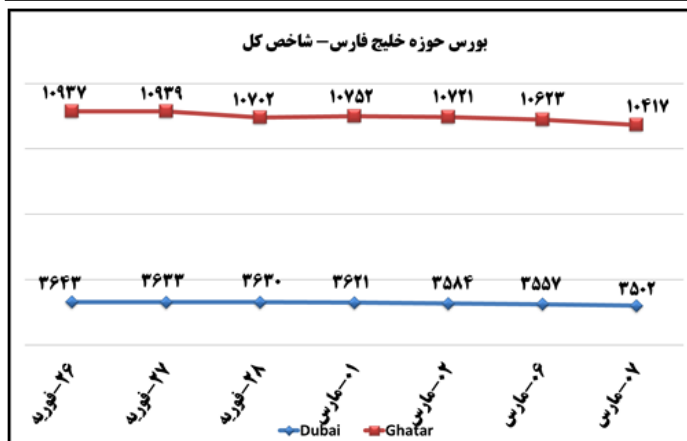 بورس حوزه خلیج فارس– شاخص کل
۱۰۹۳۷ ۱۰۹۳۹ ۱۰۷۰۲ ۱۰۷۵۲ ۱۰۷۲۱ ۱۰۶۲۳ ۱۰۴۱۷
۳۶۴۳ ۳۶۳۳ ۳۶۳۰ ۳۶۲۱ ۳۵۸۴ ۳۵۵۷ ۳۵۰۲
۲۶-فوریه ۲۷-فوریه ۲۸-فوریه ۰۱-مارس ۰۲-مارس ۰۶-مارس ۰۷-مارس
Dubai Ghatar